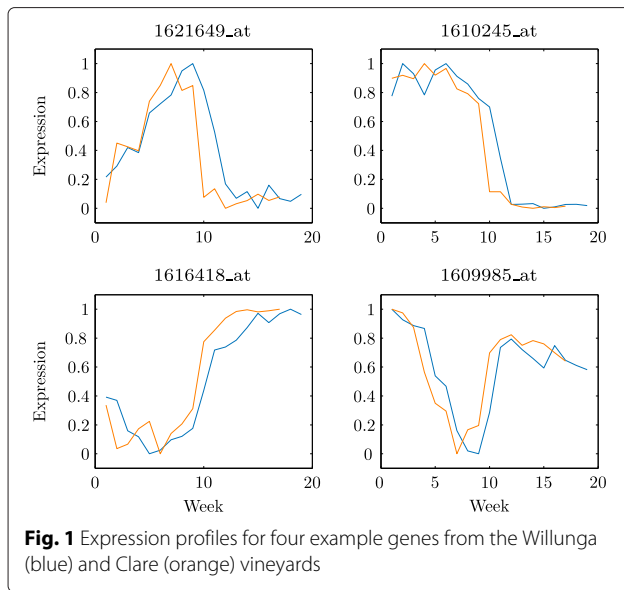 1621649_at
1610245_at
Expression
1
0.8
0.6
0.4
0.2
0
0 10 20
1
0.8
0.6
0.4
0.2
0
0 5 10 15 20
Week
1616418_at
1609985_at
Expression
1
0.8
0.6
0.4
0.2
0
0 10 20
Week
1
0.8
0.6
0.4
0.2
0
0 5 10 15 20
Week
Fig. 1 Expression profiles for four example genes from the Willunga
(blue) and Clare (orange) vineyards